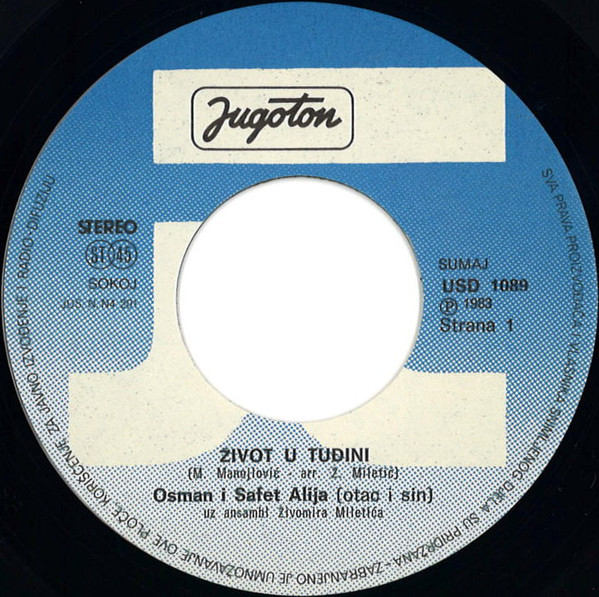 Jugoton
STEREO
ST 45
SOKOJ
JUS. N. N4 201
SUMAJ
USD 1089
℗ 1983
Strana 1
ŽIVOT U TUĐINI
(M. Manojlović - arr. Ž. Miletić)
Osman i Safet Alija (otac i sin)
uz ansambl Živomira Miletića
SVA PRAVA PROIZVOĐAČA - VLASNIKA SNIMLJENOG DJELA SU PRIDRŽANA - ZABRANJENO JE UMNOŽAVANJE OVE PLOČE, KORIŠĆENJE ZA JAVNO IZVOĐENJE I RADIO-DIFUZIJU